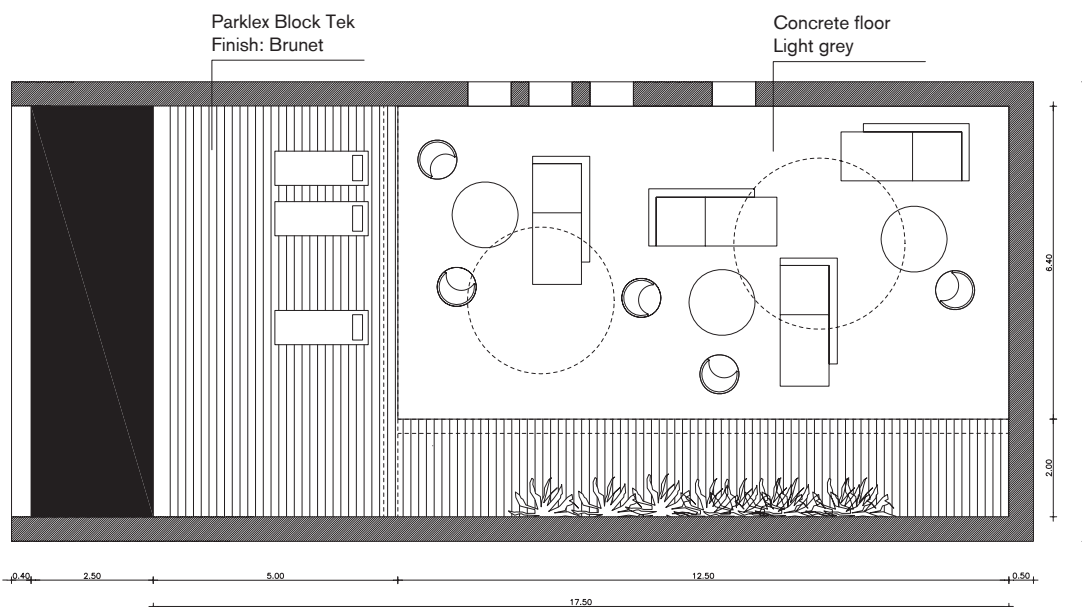 Parklex Block Tek
Finish: Brunet
Concrete floor
Light grey
6.40
2.00
0.40
2.50
5.00
12.50
0.50
17.50